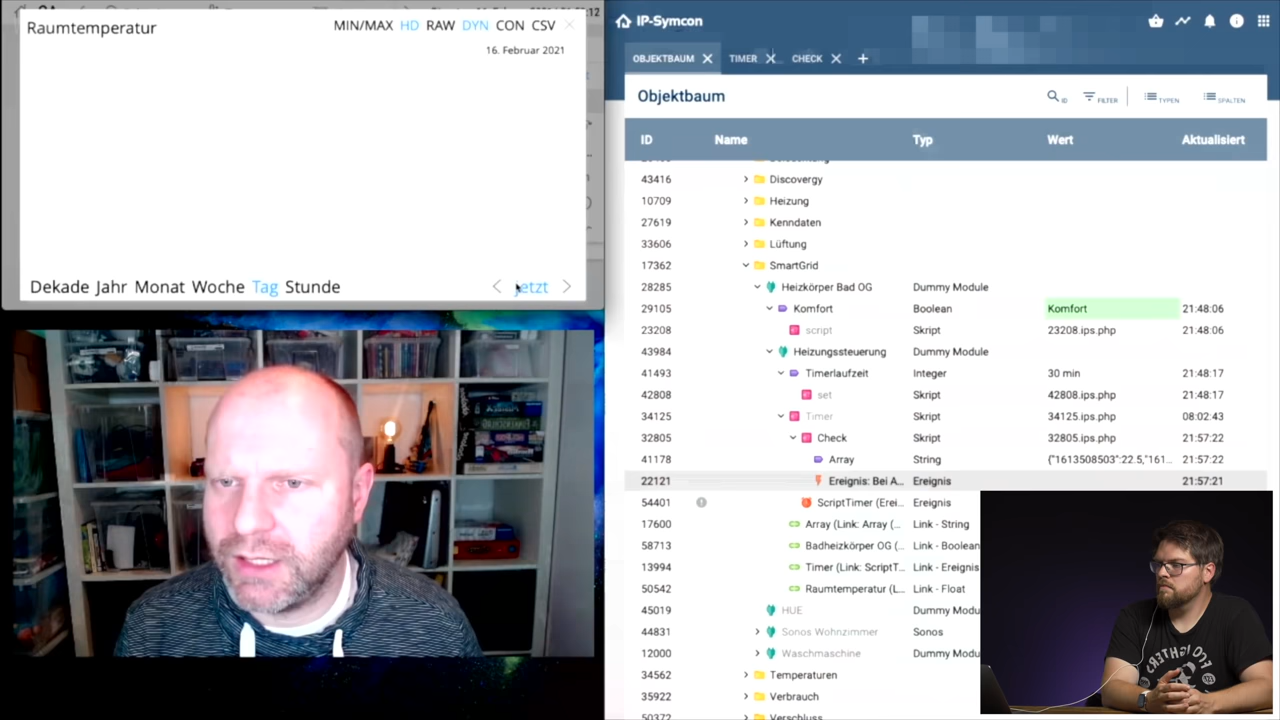 Raumtemperatur
MIN/MAX HD RAW DYN CON CSV
16. Februar 2021
Dekade Jahr Monat Woche Tag Stunde
jetzt
IP-Symcon
OBJEKTBAUM TIMER CHECK
Objektbaum
ID FILTER TYPEN SPALTEN
ID Name Typ Wert Aktualisiert
43416 Discovergy
10709 Heizung
27619 Kenndaten
33606 Lüftung
17362 SmartGrid
28285 Heizkörper Bad OG Dummy Module
29105 Komfort Boolean Komfort 21:48:06
23208 script Skript 23208.ips.php 21:48:06
43984 Heizungssteuerung Dummy Module
41493 Timerlaufzeit Integer 30 min 21:48:17
42808 set Skript 42808.ips.php 21:48:17
34125 Timer Skript 34125.ips.php 08:02:43
32805 Check Skript 32805.ips.php 21:57:22
41178 Array String {"1613508503":22.5,"161... 21:57:22
22121 Ereignis: Bei A... Ereignis 21:57:21
54401 ScriptTimer (Erei... Ereignis
17600 Array (Link: Array (... Link - String
58713 Badheizkörper OG (... Link - Boolean
13994 Timer (Link: ScriptT... Link - Ereignis
50542 Raumtemperatur (L... Link - Float
45019 HUE Dummy Modu
44831 Sonos Wohnzimmer Sonos
12000 Waschmaschine Dummy Modu
34562 Temperaturen
35922 Verbrauch
50372 Verschluss